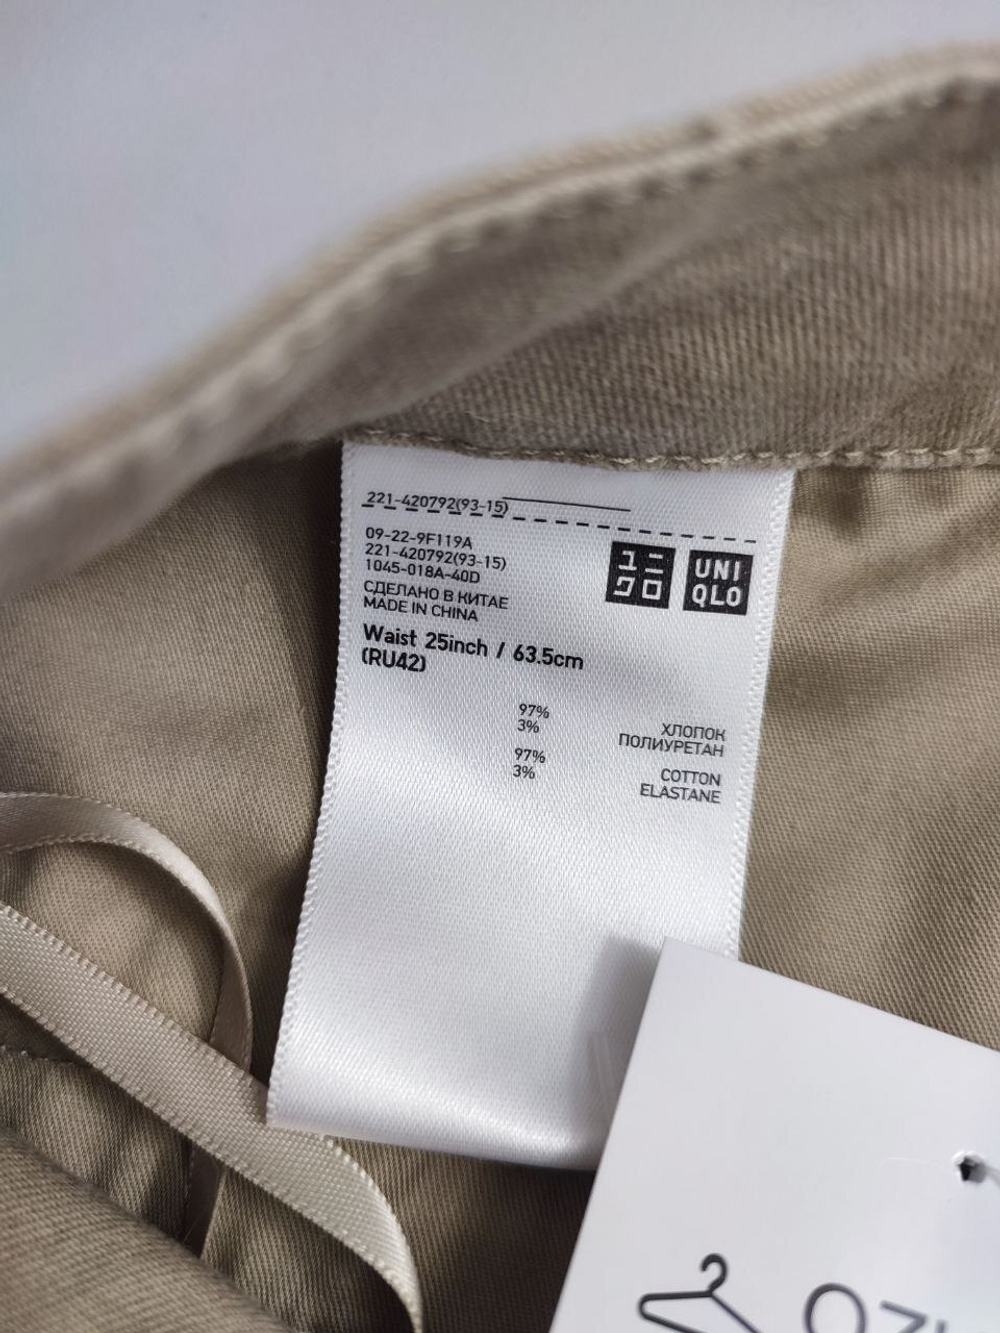 221-420792(93-15)
09-22-9F119A
221-420792(93-15)
1045-018A-40D
СДЕЛАНО В КИТАЕ
MADE IN CHINA
ユニ
クロ
UNI
QLO
Waist 25inch / 63.5cm
(RU42)
97% ХЛОПОК
3% ПОЛИУРЕТАН
97% COTTON
3% ELASTANE